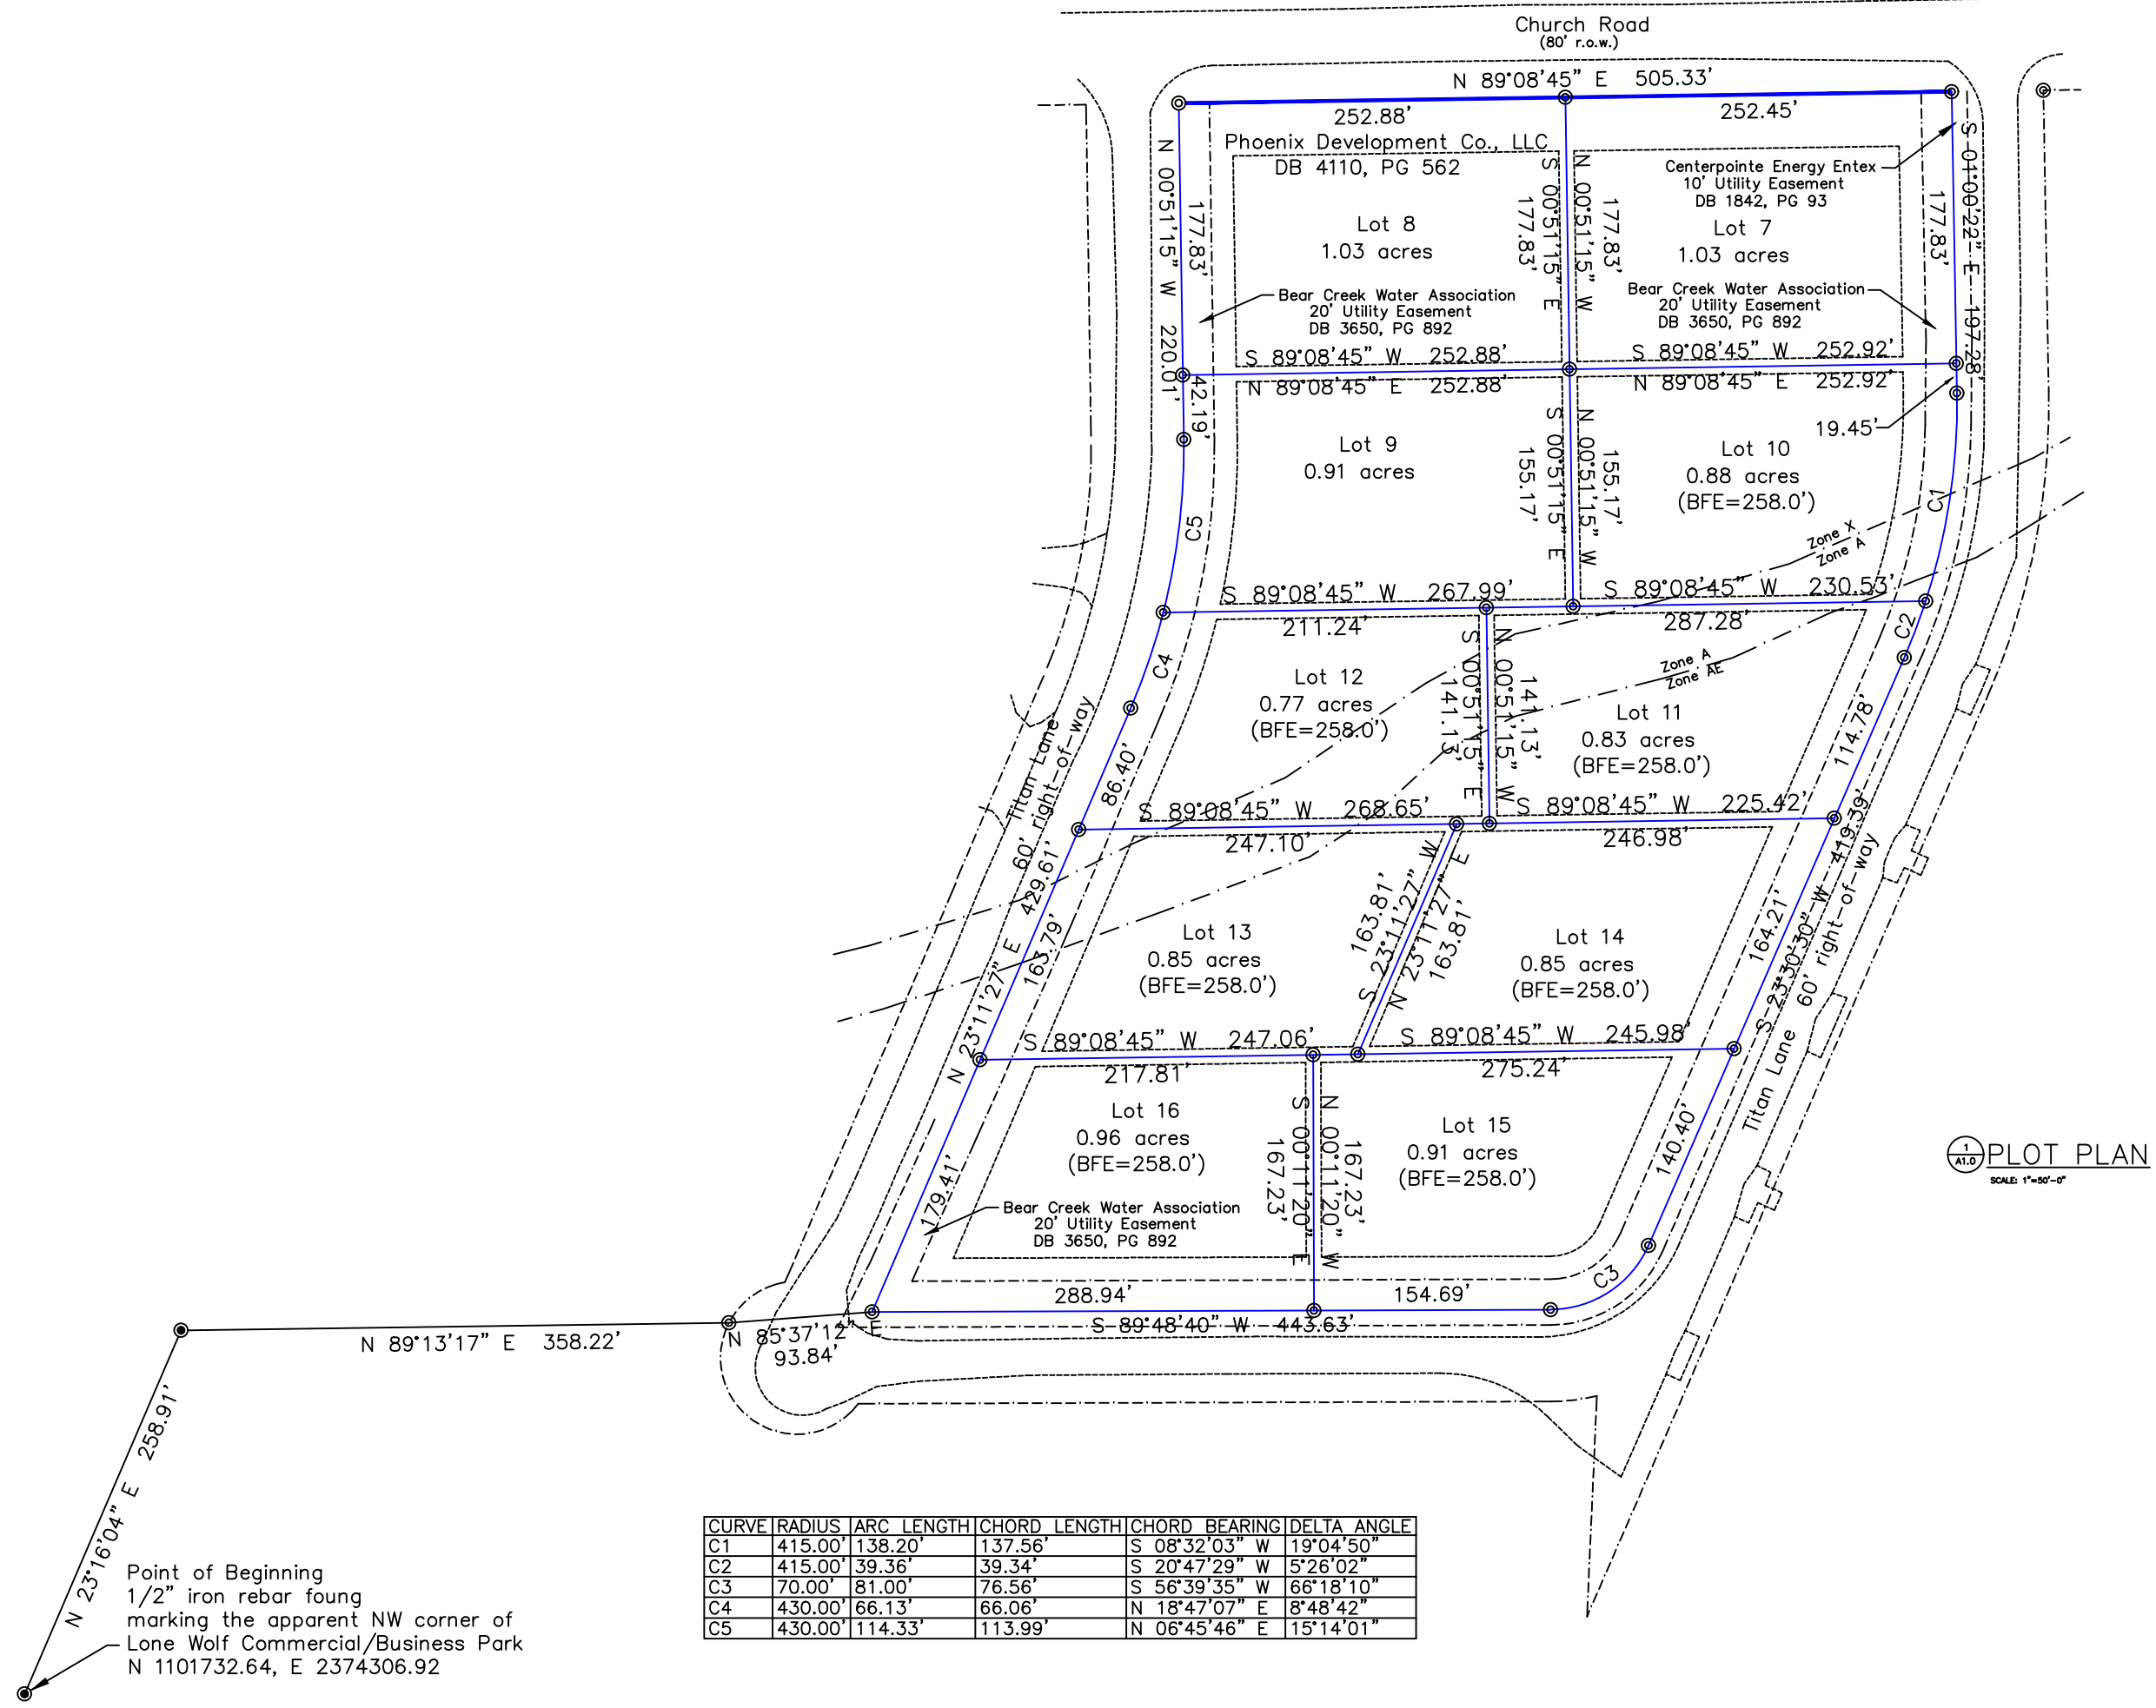 Church Road
(80' r.o.w.)
N 89°08'45" E 505.33'
252.88'
252.45'
Phoenix Development Co., LLC
DB 4110, PG 562
Centerpointe Energy Entex
10' Utility Easement
DB 1842, PG 93
N 00°51'15" W 220.01'
177.83'
S 00°51'15" E
177.83'
N 00°51'15" W
177.83'
177.83'
S 01°00'22" E 197.28'
Lot 8
1.03 acres
Lot 7
1.03 acres
Bear Creek Water Association
20' Utility Easement
DB 3650, PG 892
Bear Creek Water Association
20' Utility Easement
DB 3650, PG 892
S 89°08'45" W 252.88'
S 89°08'45" W 252.92'
N 89°08'45" E 252.88'
N 89°08'45" E 252.92'
42.19'
19.45'
Lot 9
0.91 acres
S 00°51'15" E
155.17'
N 00°51'15" W
155.17'
Lot 10
0.88 acres
(BFE=258.0')
C5
C1
Zone X
Zone A
S 89°08'45" W 267.99'
S 89°08'45" W 230.53'
211.24'
287.28'
C2
C4
Zone A
Zone AE
Lot 12
0.77 acres
(BFE=258.0')
S 00°51'15" E
141.13'
N 00°51'15" W
141.13'
Lot 11
0.83 acres
(BFE=258.0')
114.78'
86.40'
Titan Lane
60' right-of-way
S 89°08'45" W 268.65'
S 89°08'45" W 225.42'
247.10'
246.98'
N 23°11'27" E 429.61'
163.79'
S 23°11'27" W
163.81'
N 23°11'27" E
163.81'
164.21'
S 23°30'30" W 419.39'
Titan Lane 60' right-of-way
Lot 13
0.85 acres
(BFE=258.0')
Lot 14
0.85 acres
(BFE=258.0')
S 89°08'45" W 247.06'
S 89°08'45" W 245.98'
217.81'
275.24'
Lot 16
0.96 acres
(BFE=258.0')
S 00°11'20" E
167.23'
N 00°11'20" W
167.23'
Lot 15
0.91 acres
(BFE=258.0')
140.40'
179.41'
Bear Creek Water Association
20' Utility Easement
DB 3650, PG 892
C3
288.94'
154.69'
S 89°48'40" W 443.63'
N 85°37'12" E
93.84'
N 89°13'17" E 358.22'
N 23°16'04" E 258.91'
1
A1.0
PLOT PLAN
SCALE: 1"=50'-0"
Point of Beginning
1/2" iron rebar foung
marking the apparent NW corner of
Lone Wolf Commercial/Business Park
N 1101732.64, E 2374306.92
CURVE RADIUS ARC LENGTH CHORD LENGTH CHORD BEARING DELTA ANGLE
C1 415.00' 138.20' 137.56' S 08°32'03" W 19°04'50"
C2 415.00' 39.36' 39.34' S 20°47'29" W 5°26'02"
C3 70.00' 81.00' 76.56' S 56°39'35" W 66°18'10"
C4 430.00' 66.13' 66.06' N 18°47'07" E 8°48'42"
C5 430.00' 114.33' 113.99' N 06°45'46" E 15°14'01"